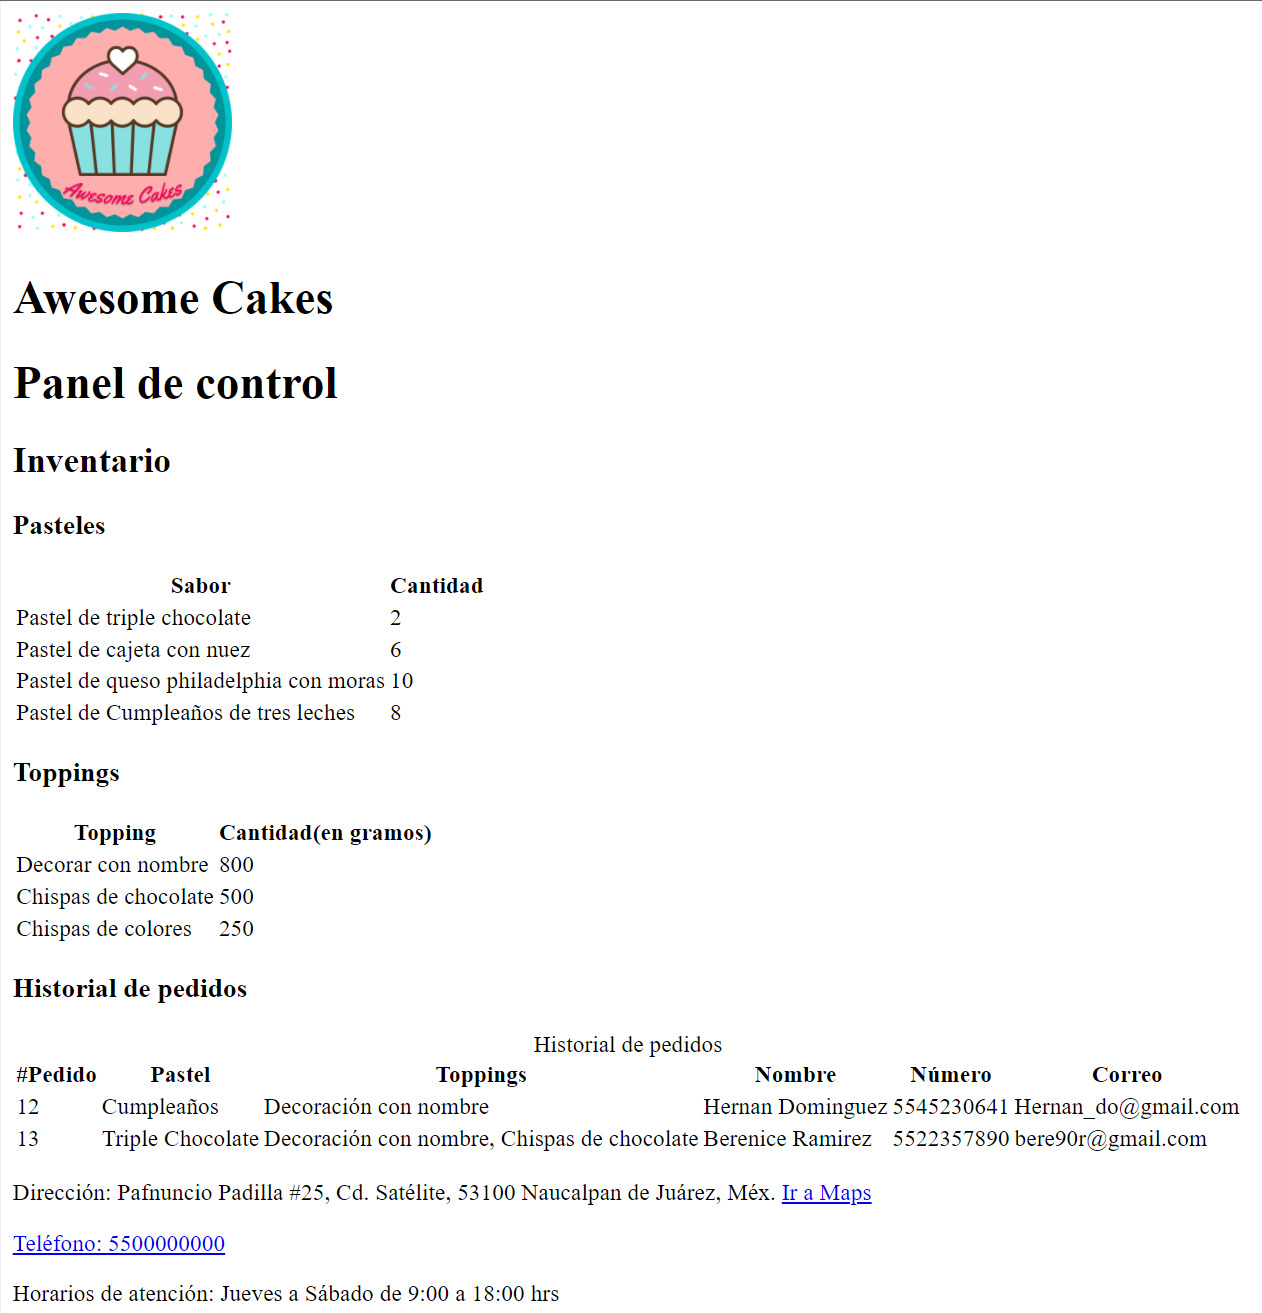 Awesome Cakes
Awesome Cakes
Panel de control
Inventario
Pasteles
Sabor Cantidad
Pastel de triple chocolate 2
Pastel de cajeta con nuez 6
Pastel de queso philadelphia con moras 10
Pastel de Cumpleaños de tres leches 8
Toppings
Topping Cantidad(en gramos)
Decorar con nombre 800
Chispas de chocolate 500
Chispas de colores 250
Historial de pedidos
Historial de pedidos
#Pedido Pastel Toppings Nombre Número Correo
12 Cumpleaños Decoración con nombre Hernan Dominguez 5545230641 Hernan_do@gmail.com
13 Triple Chocolate Decoración con nombre, Chispas de chocolate Berenice Ramirez 5522357890 bere90r@gmail.com
Dirección: Pafnuncio Padilla #25, Cd. Satélite, 53100 Naucalpan de Juárez, Méx. Ir a Maps
Teléfono: 5500000000
Horarios de atención: Jueves a Sábado de 9:00 a 18:00 hrs